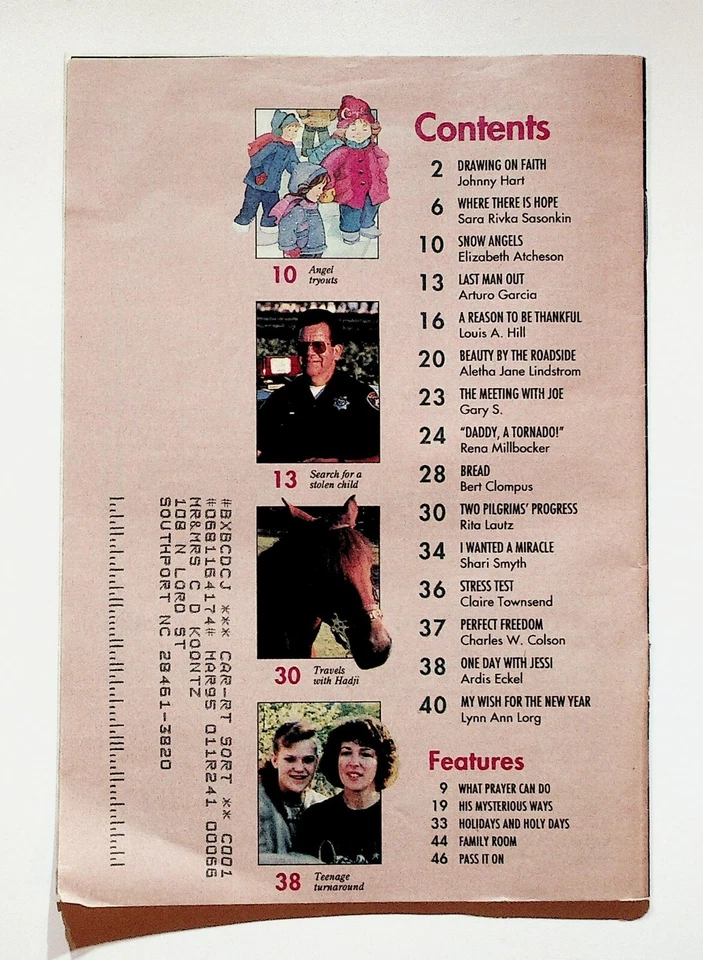 Contents
2 DRAWING ON FAITH
Johnny Hart
6 WHERE THERE IS HOPE
Sara Rivka Sasonkin
10 SNOW ANGELS
Elizabeth Atcheson
13 LAST MAN OUT
Arturo Garcia
16 A REASON TO BE THANKFUL
Louis A. Hill
20 BEAUTY BY THE ROADSIDE
Aletha Jane Lindstrom
23 THE MEETING WITH JOE
Gary S.
24 "DADDY, A TORNADO!"
Rena Millbocker
28 BREAD
Bert Clompus
30 TWO PILGRIMS' PROGRESS
Rita Lautz
34 I WANTED A MIRACLE
Shari Smyth
36 STRESS TEST
Claire Townsend
37 PERFECT FREEDOM
Charles W. Colson
38 ONE DAY WITH JESSI
Ardis Eckel
40 MY WISH FOR THE NEW YEAR
Lynn Ann Lorg
Features
9 WHAT PRAYER CAN DO
19 HIS MYSTERIOUS WAYS
33 HOLIDAYS AND HOLY DAYS
44 FAMILY ROOM
46 PASS IT ON
10 Angel
tryouts
13 Search for a
stolen child
30 Travels
with Hadji
38 Teenage
turnaround
#BXBCDCJ *** CAR-RT SORT ** C001
#0681164174# MAR95 011R241 00066
MR&MRS C D KOONTZ
108 N LORD ST
SOUTHPORT NC 28461-3820